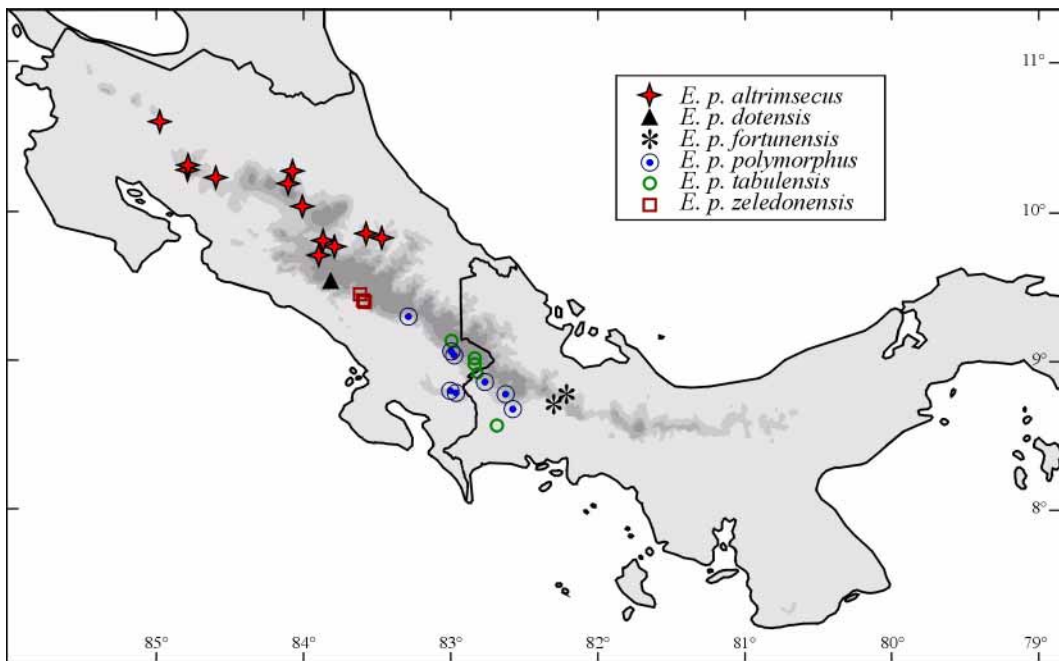 11°
E. p. altrimsecus
E. p. dotensis
E. p. fortunensis
E. p. polymorphus
E. p. tabulensis
E. p. zeledonensis
10°
9°
8°
85° 84° 83° 82° 81° 80° 79°